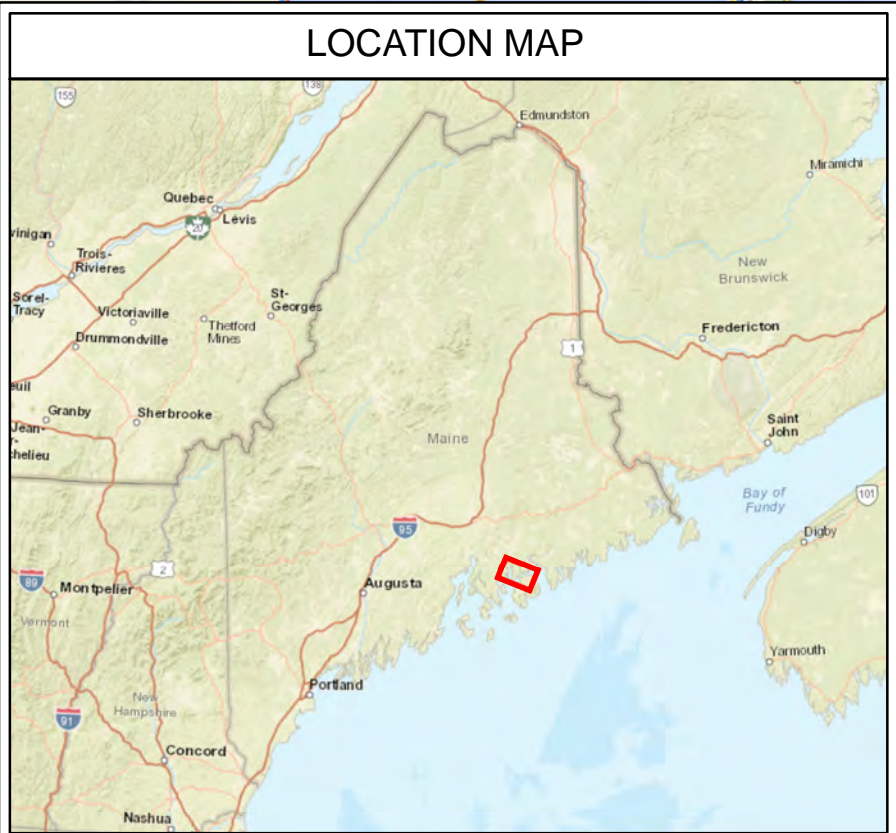 LOCATION MAP
155
138
Edmundston
Miramichi
Quebec
Lévis
20
vinigan
Trois-
Rivieres
New
Brunswick
Sorel-
Tracy
Victoriaville
St-
Georges
Thetford
Mines
Fredericton
Drummondville
1
euil
Granby
Sherbrooke
Jean-
r-
chelieu
Maine
Saint
John
101
Bay of
Fundy
95
Digby
2
89
Montpelier
Augusta
Vermont
Yarmouth
Portland
New
Hampshire
91
Concord
Nashua